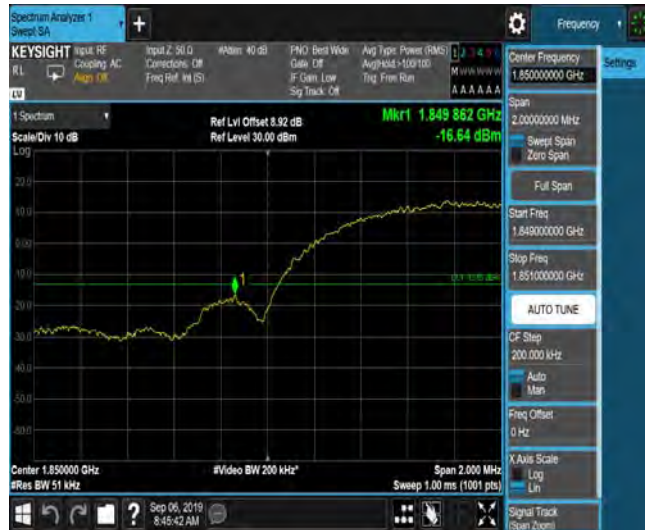 Spectrum Analyzer 1
Swept SA
Frequency
KEYSIGHT
Input: RF
Coupling: AC
Align: Off
Input Z: 50 Ω
Corrections: Off
Freq Ref: Int (S)
#Atten: 40 dB
PNO: Best Wide
Gate: Off
IF Gain: Low
Sig Track: Off
Avg Type: Power (RMS)
Avg|Hold:>100/100
Trig: Free Run
1 2 3 4 5 6
M W W W W W
A A A A A A
RL
LV
1 Spectrum
Scale/Div 10 dB
Log
Ref Lvl Offset 8.92 dB
Ref Level 30.00 dBm
Mkr1 1.849 862 GHz
-16.64 dBm
20.0
10.0
0.00
-10.0
1
-20.0
-30.0
-40.0
-50.0
Center 1.850000 GHz
#Res BW 51 kHz
#Video BW 200 kHz*
Span 2.000 MHz
Sweep 1.00 ms (1001 pts)
Sep 06, 2019
8:45:42 AM
?
Center Frequency
1.850000000 GHz
Settings
Span
2.00000000 MHz
Swept Span
Zero Span
Full Span
Start Freq
1.849000000 GHz
Stop Freq
1.851000000 GHz
AUTO TUNE
CF Step
200.000 kHz
Auto
Man
Freq Offset
0 Hz
X Axis Scale
Log
Lin
Signal Track
(Span Zoom)